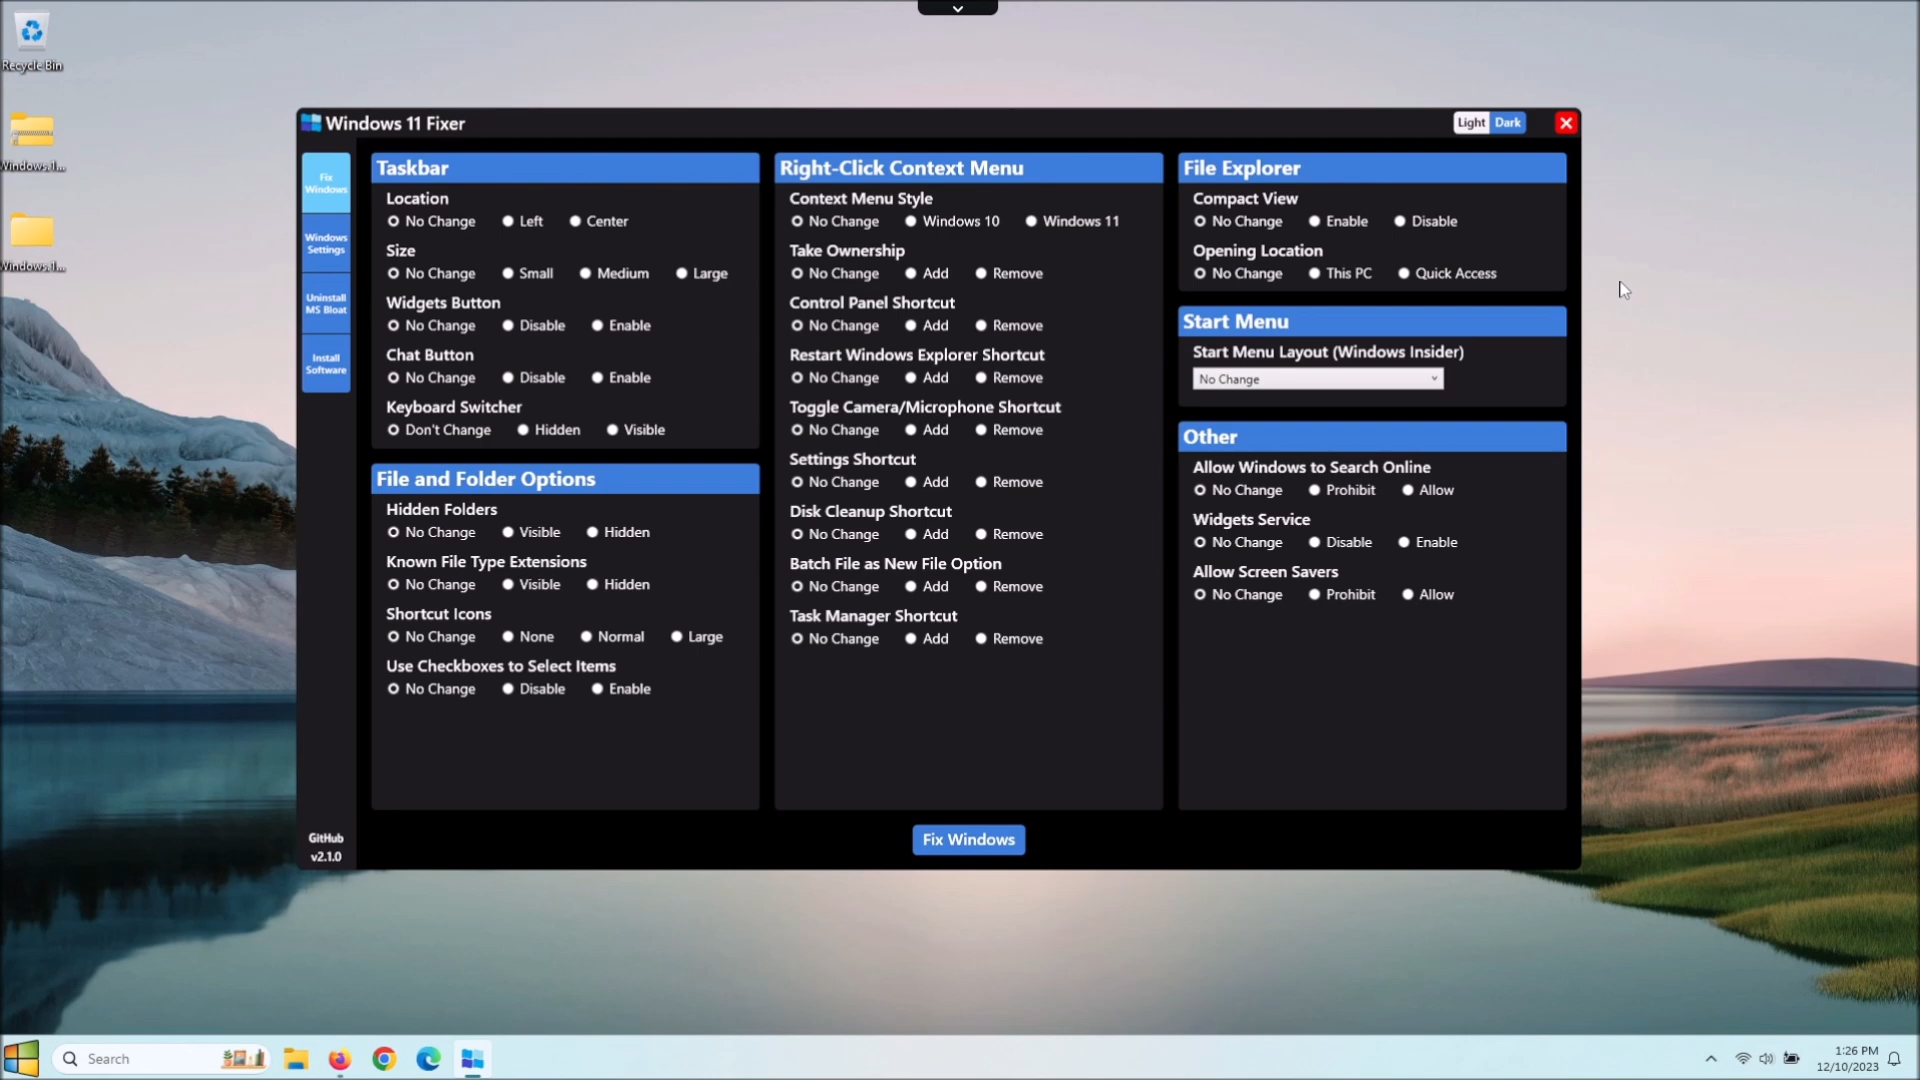 Recycle Bin
Windows.1...
Windows.1...
Windows 11 Fixer
Light Dark
Fix Windows
Windows Settings
Uninstall MS Bloat
Install Software
GitHub
v2.1.0
Taskbar
Location
No Change Left Center
Size
No Change Small Medium Large
Widgets Button
No Change Disable Enable
Chat Button
No Change Disable Enable
Keyboard Switcher
Don't Change Hidden Visible
File and Folder Options
Hidden Folders
No Change Visible Hidden
Known File Type Extensions
No Change Visible Hidden
Shortcut Icons
No Change None Normal Large
Use Checkboxes to Select Items
No Change Disable Enable
Right-Click Context Menu
Context Menu Style
No Change Windows 10 Windows 11
Take Ownership
No Change Add Remove
Control Panel Shortcut
No Change Add Remove
Restart Windows Explorer Shortcut
No Change Add Remove
Toggle Camera/Microphone Shortcut
No Change Add Remove
Settings Shortcut
No Change Add Remove
Disk Cleanup Shortcut
No Change Add Remove
Batch File as New File Option
No Change Add Remove
Task Manager Shortcut
No Change Add Remove
File Explorer
Compact View
No Change Enable Disable
Opening Location
No Change This PC Quick Access
Start Menu
Start Menu Layout (Windows Insider)
No Change
Other
Allow Windows to Search Online
No Change Prohibit Allow
Widgets Service
No Change Disable Enable
Allow Screen Savers
No Change Prohibit Allow
Fix Windows
Search
1:26 PM
12/10/2023